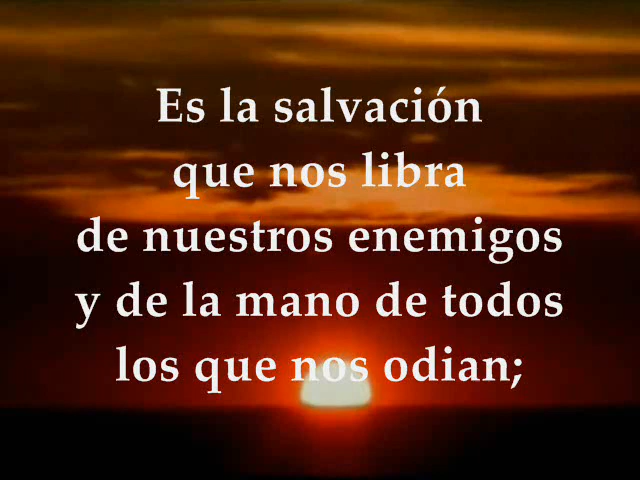 Es la salvación
que nos libra
de nuestros enemigos
y de la mano de todos
los que nos odian;